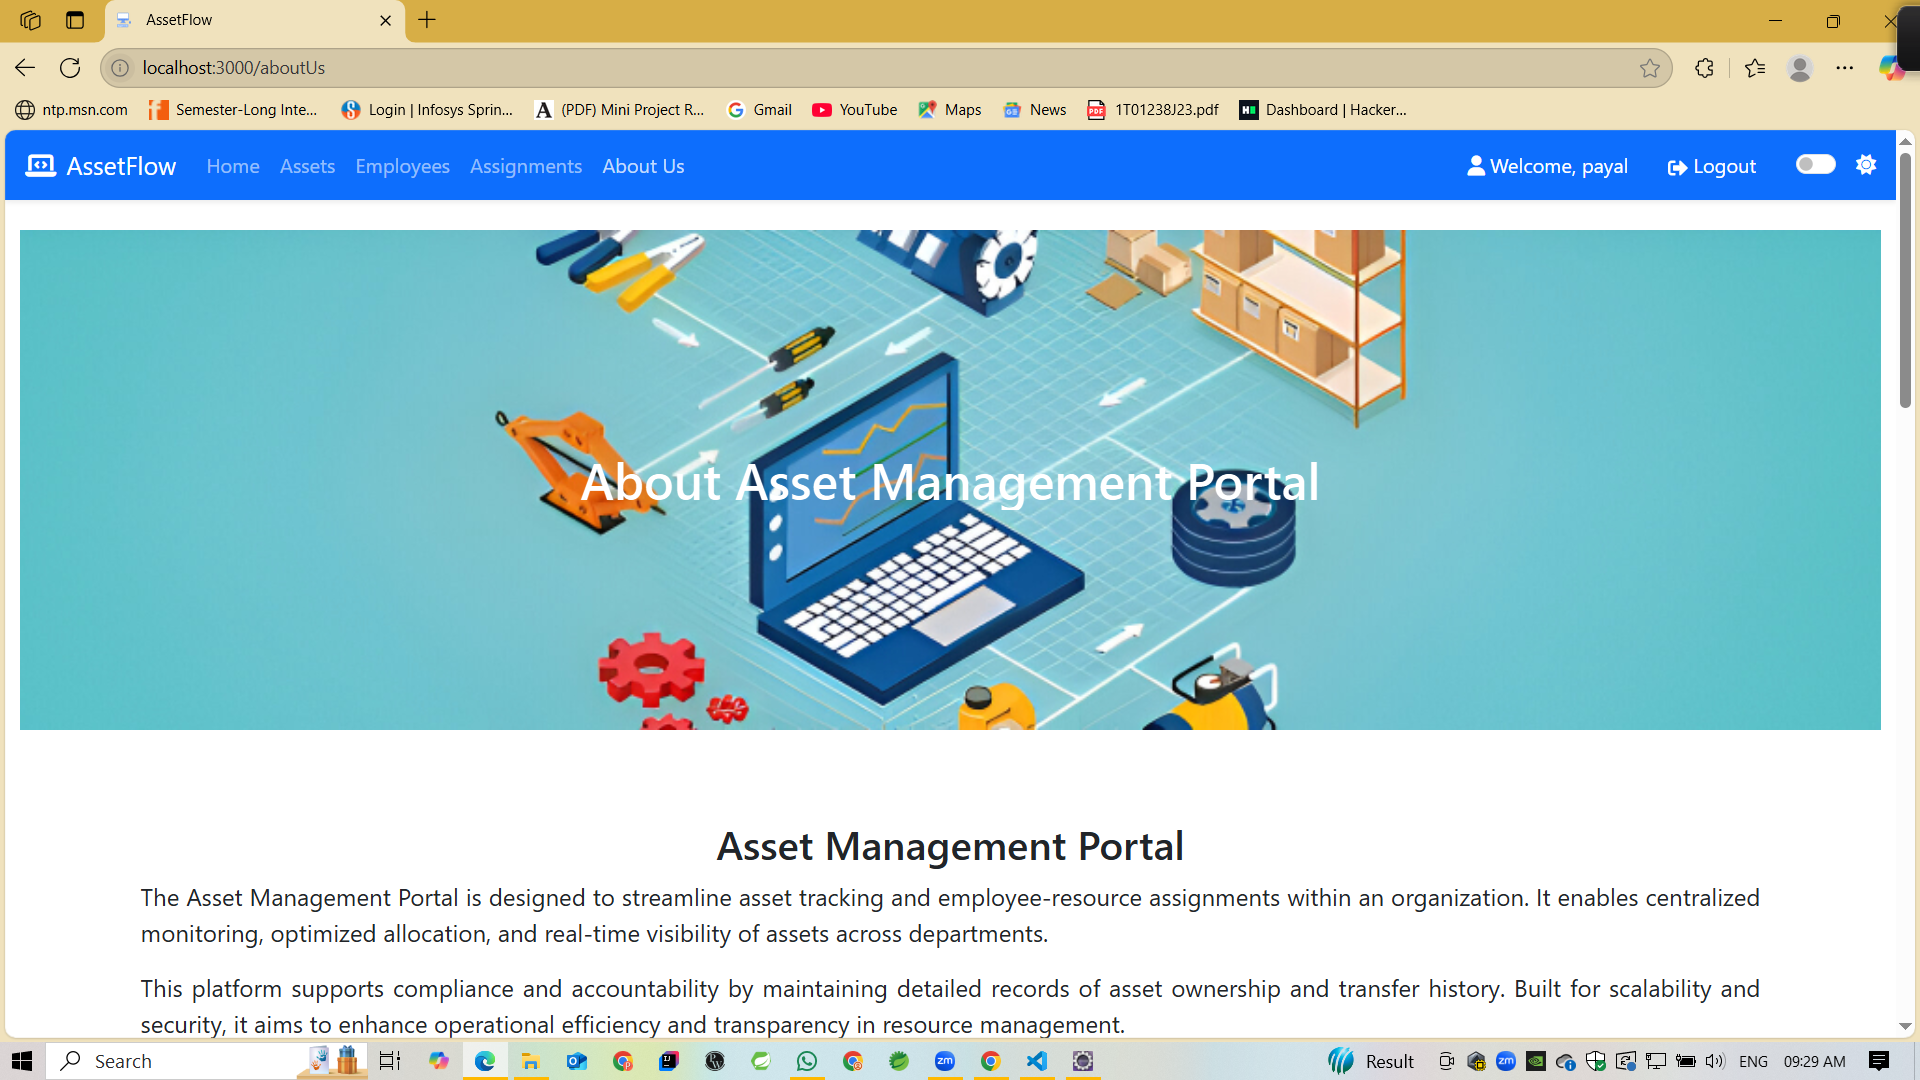 AssetFlow
localhost:3000/aboutUs
ntp.msn.com Semester-Long Inte... Login | Infosys Sprin... (PDF) Mini Project R... Gmail YouTube Maps News 1T01238J23.pdf Dashboard | Hacker...
AssetFlow Home Assets Employees Assignments About Us Welcome, payal Logout
About Asset Management Portal
Asset Management Portal
The Asset Management Portal is designed to streamline asset tracking and employee-resource assignments within an organization. It enables centralized
monitoring, optimized allocation, and real-time visibility of assets across departments.
This platform supports compliance and accountability by maintaining detailed records of asset ownership and transfer history. Built for scalability and
security, it aims to enhance operational efficiency and transparency in resource management.
Search Result ENG 09:29 AM